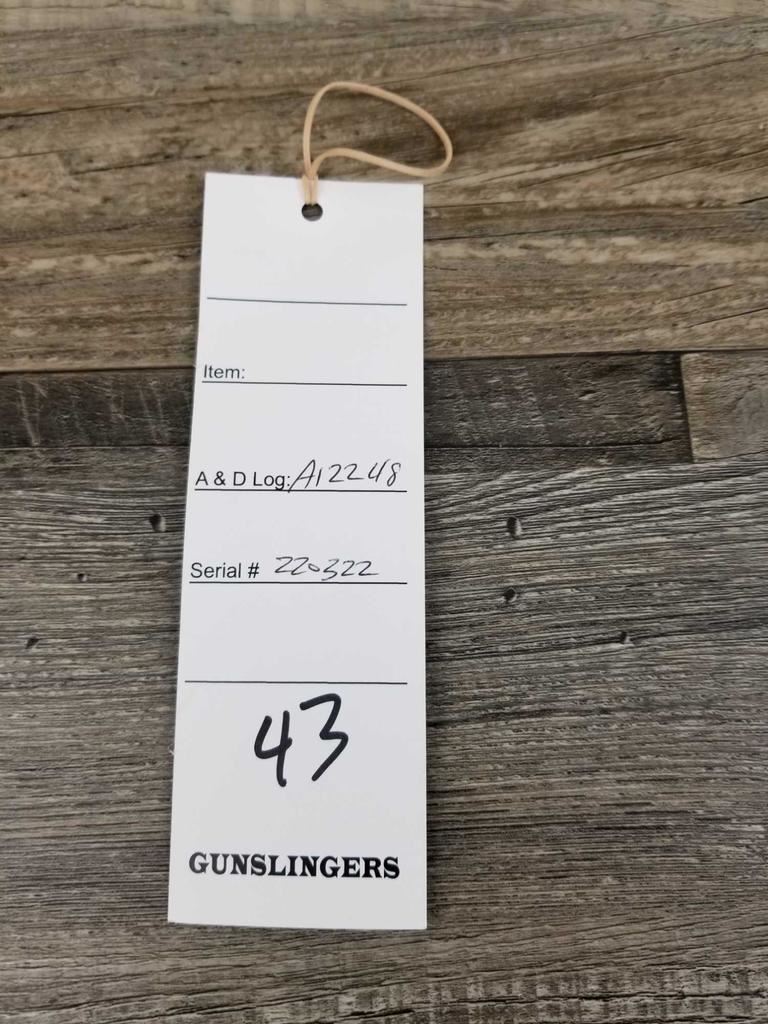 Item:
A & D Log: A12248
Serial # 220322
43
GUNSLINGERS